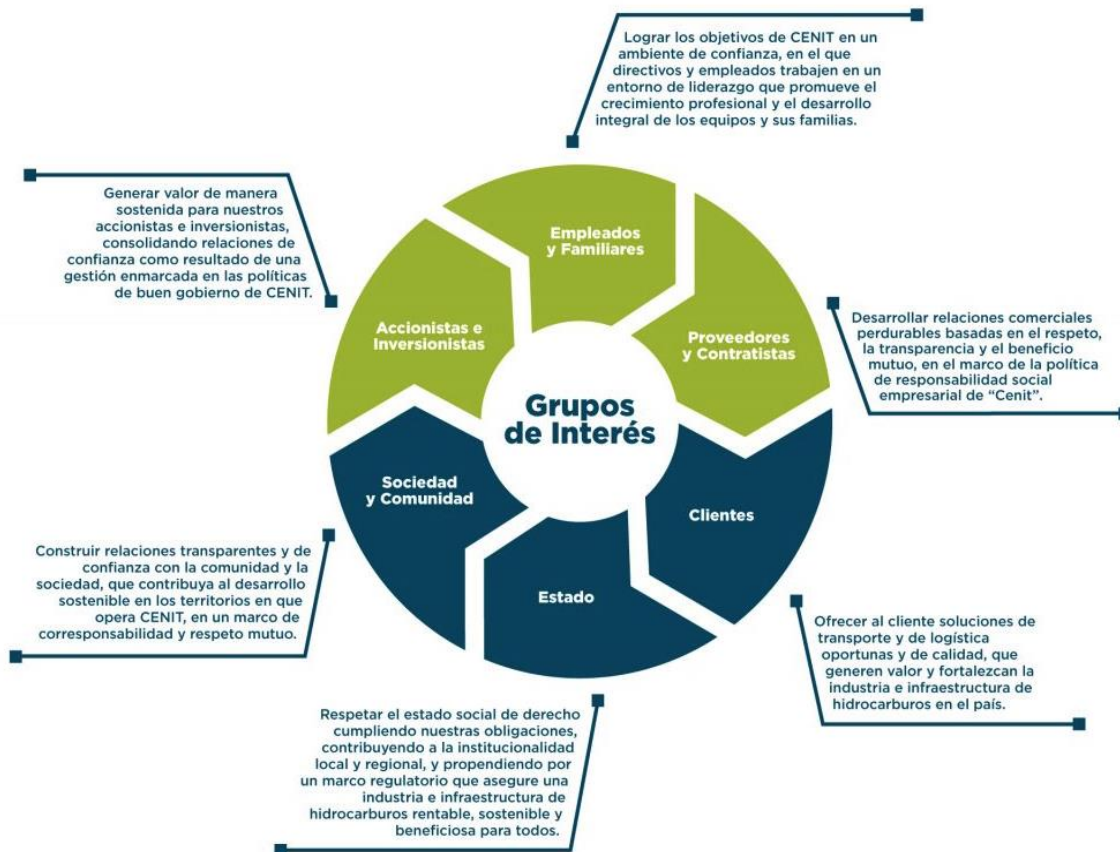 Lograr los objetivos de CENIT en un
ambiente de confianza, en el que
directivos y empleados trabajen en un
entorno de liderazgo que promueve el
crecimiento profesional y el desarrollo
integral de los equipos y sus familias.
Generar valor de manera
sostenida para nuestros
accionistas e inversionistas,
consolidando relaciones de
confianza como resultado de una
gestión enmarcada en las políticas
de buen gobierno de CENIT.
Empleados
y Familiares
Accionistas e
Inversionistas
Proveedores
y Contratistas
Desarrollar relaciones comerciales
perdurables basadas en el respeto,
la transparencia y el beneficio
mutuo, en el marco de la política
de responsabilidad social
empresarial de “Cenit”.
Grupos
de Interés
Sociedad
y Comunidad
Clientes
Estado
Construir relaciones transparentes y de
confianza con la comunidad y la
sociedad, que contribuya al desarrollo
sostenible en los territorios en que
opera CENIT, en un marco de
corresponsabilidad y respeto mutuo.
Ofrecer al cliente soluciones de
transporte y de logística
oportunas y de calidad, que
generen valor y fortalezcan la
industria e infraestructura de
hidrocarburos en el país.
Respetar el estado social de derecho
cumpliendo nuestras obligaciones,
contribuyendo a la institucionalidad
local y regional, y propendiendo por
un marco regulatorio que asegure una
industria e infraestructura de
hidrocarburos rentable, sostenible y
beneficiosa para todos.